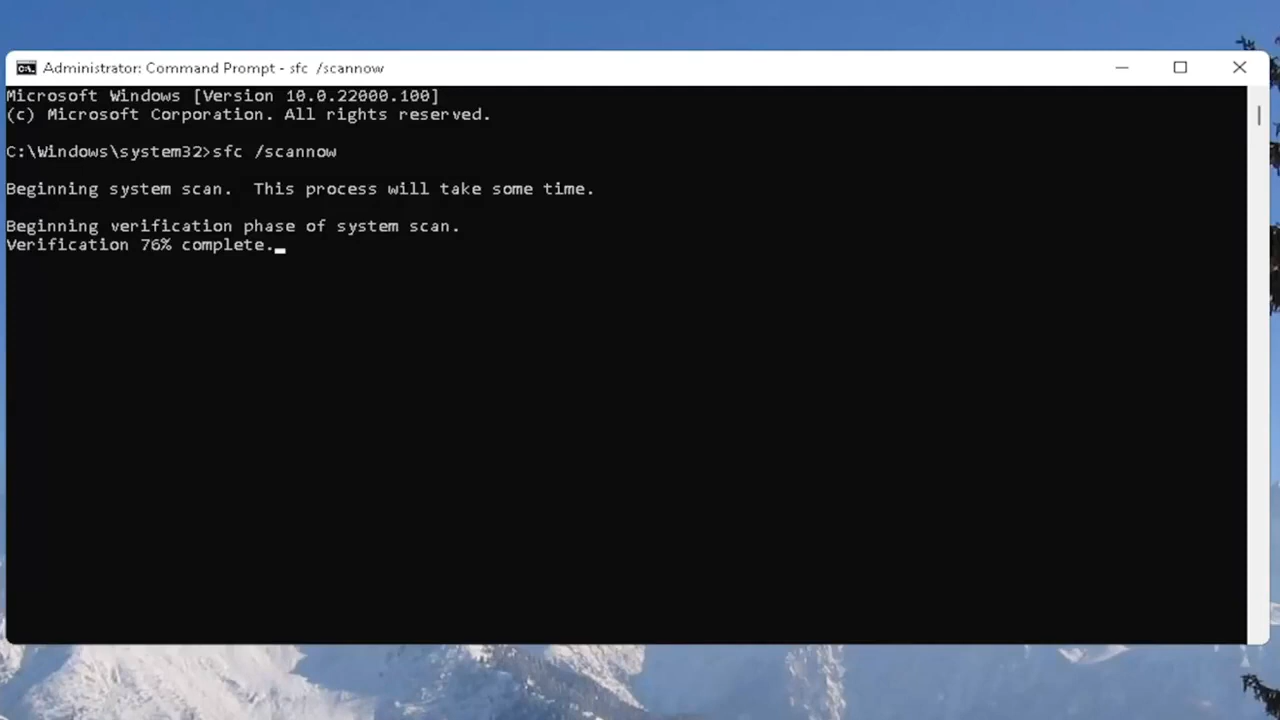 Administrator: Command Prompt - sfc  /scannow
Microsoft Windows [Version 10.0.22000.100]
(c) Microsoft Corporation. All rights reserved.
C:\Windows\system32>sfc /scannow
Beginning system scan.  This process will take some time.
Beginning verification phase of system scan.
Verification 76% complete.